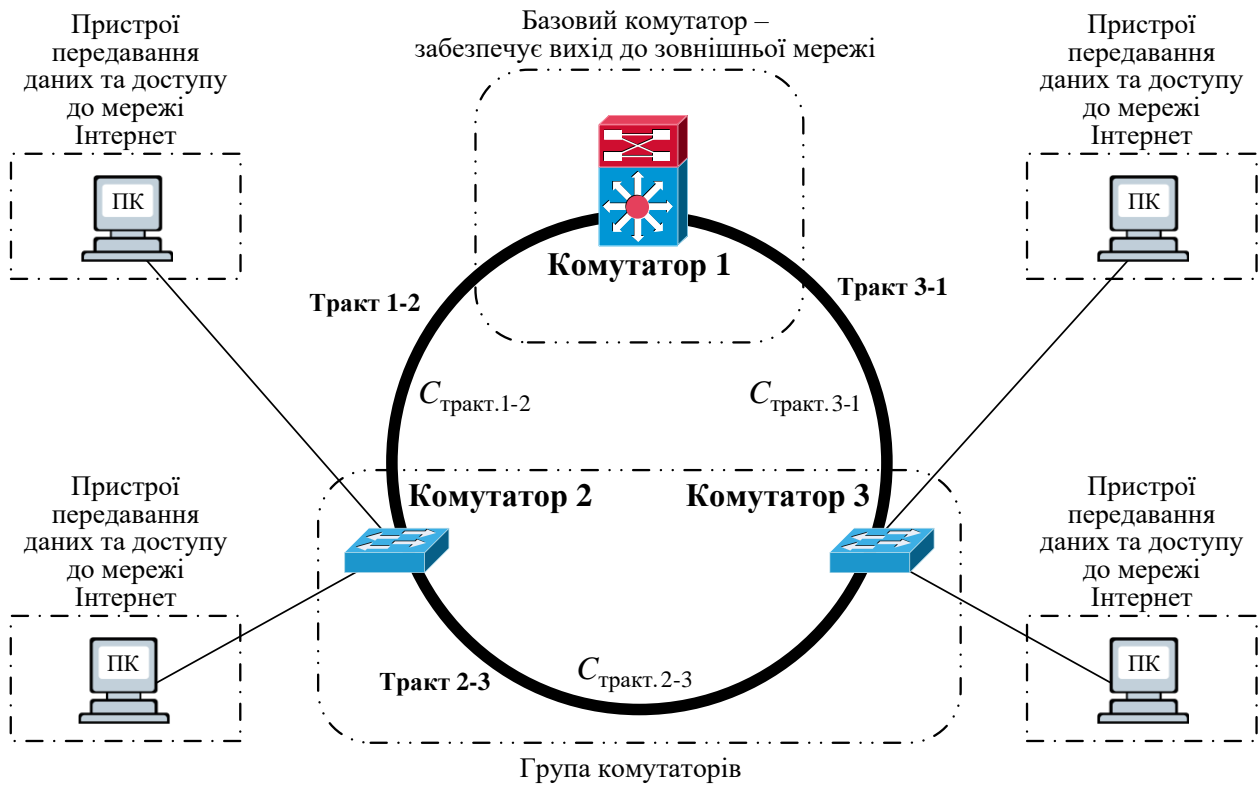 Базовий комутатор –
забезпечує вихід до зовнішньої мережі
Пристрої
передавання
даних та доступу
до мережі
Інтернет
ПК
Пристрої
передавання
даних та доступу
до мережі
Інтернет
ПК
Комутатор 1
Тракт 1-2
Тракт 3-1
Cтракт.1-2
Cтракт.3-1
Комутатор 2
Комутатор 3
Пристрої
передавання
даних та доступу
до мережі
Інтернет
ПК
Пристрої
передавання
даних та доступу
до мережі
Інтернет
ПК
Тракт 2-3
Cтракт.2-3
Група комутаторів